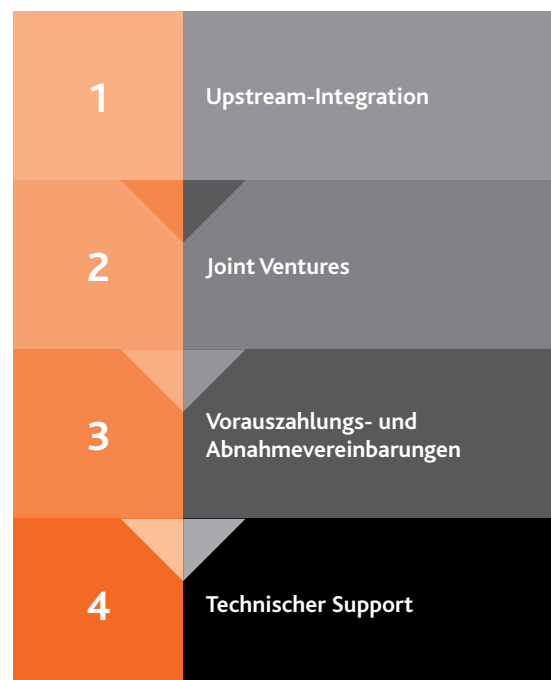 1
Upstream-Integration
2
Joint Ventures
3
Vorauszahlungs- und
Abnahmevereinbarungen
4
Technischer Support